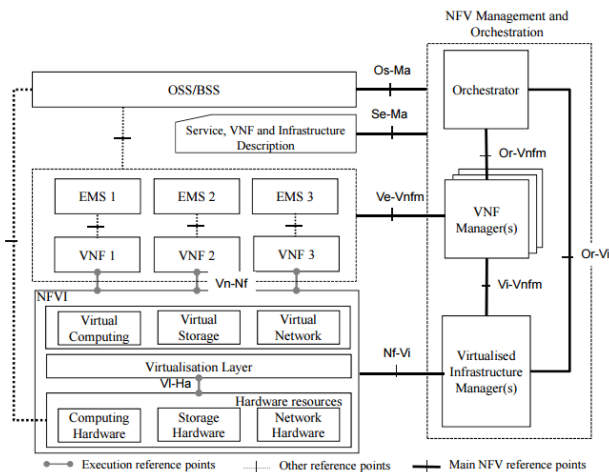 NFV Management and
Orchestration
Os-Ma
OSS/BSS
Orchestrator
Se-Ma
Service, VNF and Infrastructure
Description
Or-Vnfm
EMS 1
EMS 2
EMS 3
Ve-Vnfm
VNF
Manager(s)
VNF 1
VNF 2
VNF 3
Or-Vi
Vn-Nf
NFVI
Vi-Vnfm
Virtual
Computing
Virtual
Storage
Virtual
Network
Nf-Vi
Virtualisation Layer
Virtualised
Infrastructure
Manager(s)
Vl-Ha
Hardware resources
Computing
Hardware
Storage
Hardware
Network
Hardware
Execution reference points
Other reference points
Main NFV reference points